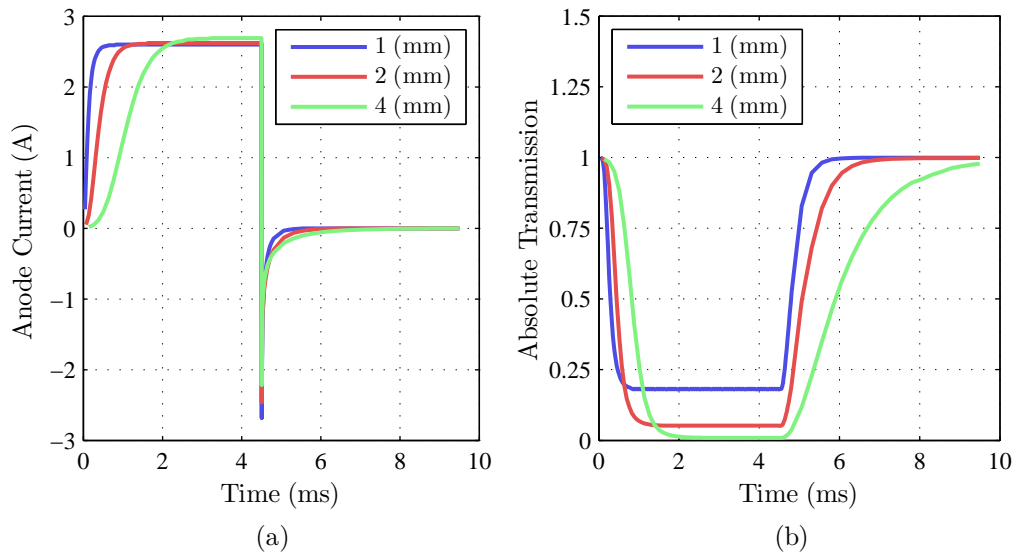 3
2
1
0
−1
−2
−3
0
2
4
6
8
10
Anode Current (A)
Time (ms)
1 (mm)
2 (mm)
4 (mm)
(a)
1.5
1.25
1
0.75
0.5
0.25
0
0
2
4
6
8
10
Absolute Transmission
Time (ms)
1 (mm)
2 (mm)
4 (mm)
(b)